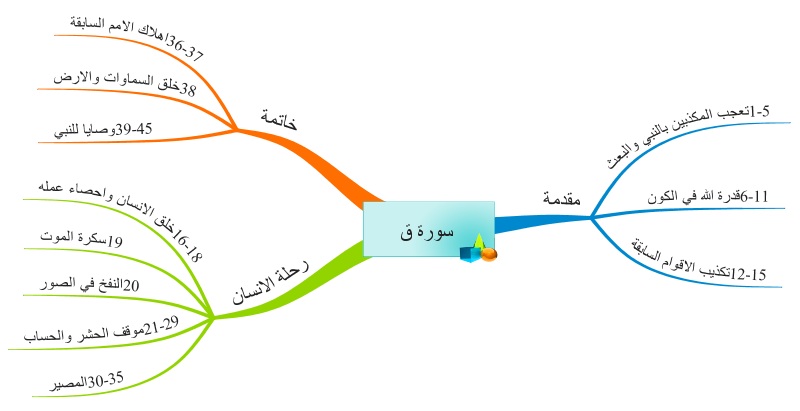 سورة ق
مقدمة
1-5تعجب المكذبين بالنبي والبعث
6-11قدرة الله في الكون
12-15تكذيب الاقوام السابقة
رحلة الانسان
16-18خلق الانسان واحصاء عمله
19سكرة الموت
20النفخ في الصور
21-29موقف الحشر والحساب
30-35المصير
خاتمة
36-37اهلاك الامم السابقة
38خلق السماوات والارض
39-45وصايا للنبي